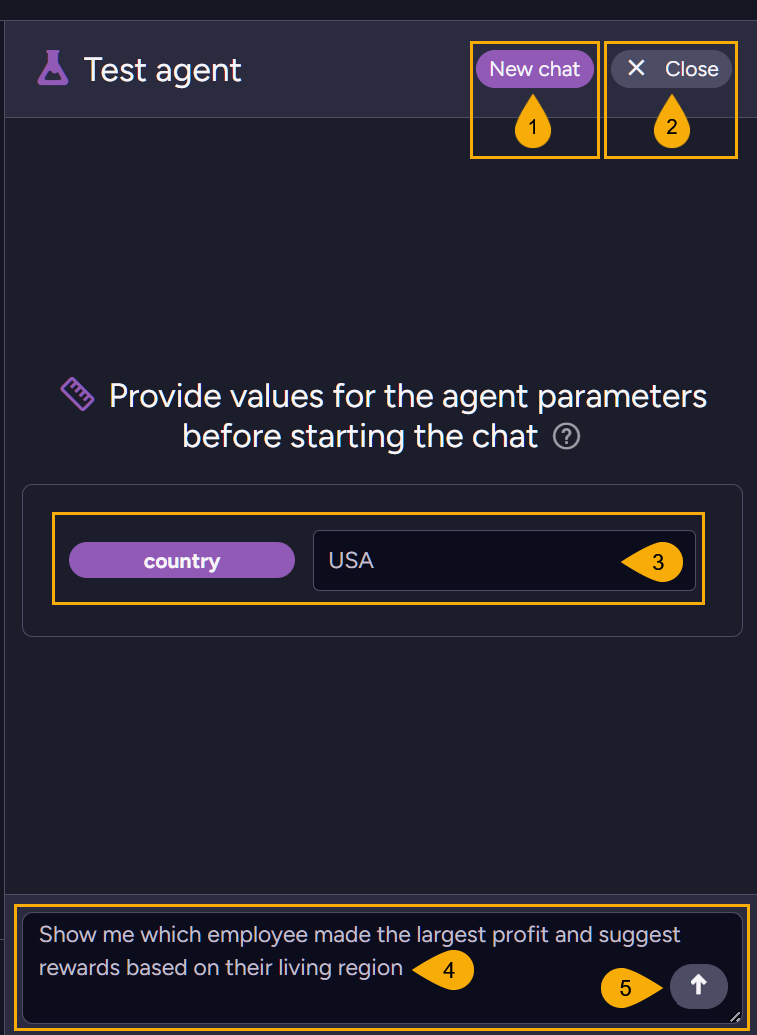 Test agent
New chat
Close
1
2
Provide values for the agent parameters
before starting the chat ?
country
USA
3
Show me which employee made the largest profit and suggest
rewards based on their living region
4
5